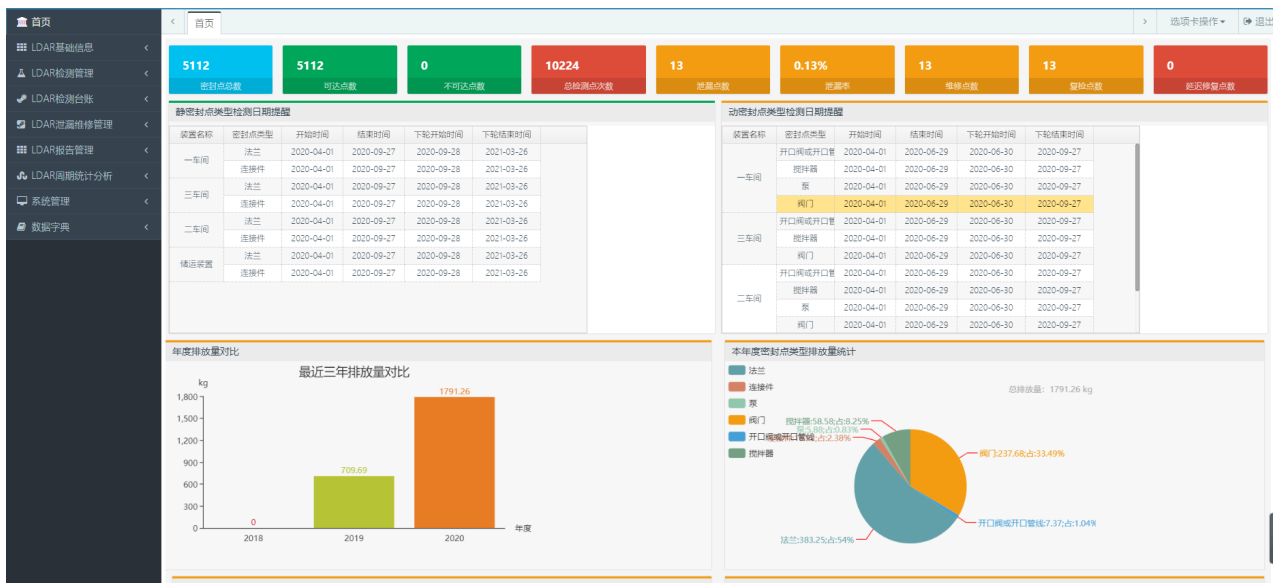 首页
LDAR基础信息
LDAR检测管理
LDAR检测台账
LDAR泄漏维修管理
LDAR报告管理
LDAR周期统计分析
系统管理
数据字典
首页
选项卡操作
退出
5112
密封点总数
5112
可达点数
0
不可达点数
10224
总检测点次数
13
泄漏点数
0.13%
泄漏率
13
维修点数
13
复检点数
0
延迟修复点数
静密封点类型检测日期提醒
装置名称 密封点类型 开始时间 结束时间 下轮开始时间 下轮结束时间
一车间 法兰 2020-04-01 2020-09-27 2020-09-28 2021-03-26
连接件 2020-04-01 2020-09-27 2020-09-28 2021-03-26
三车间 法兰 2020-04-01 2020-09-27 2020-09-28 2021-03-26
连接件 2020-04-01 2020-09-27 2020-09-28 2021-03-26
二车间 法兰 2020-04-01 2020-09-27 2020-09-28 2021-03-26
连接件 2020-04-01 2020-09-27 2020-09-28 2021-03-26
储运装置 法兰 2020-04-01 2020-09-27 2020-09-28 2021-03-26
连接件 2020-04-01 2020-09-27 2020-09-28 2021-03-26
动密封点类型检测日期提醒
装置名称 密封点类型 开始时间 结束时间 下轮开始时间 下轮结束时间
一车间 开口阀或开口管 2020-04-01 2020-06-29 2020-06-30 2020-09-27
搅拌器 2020-04-01 2020-06-29 2020-06-30 2020-09-27
泵 2020-04-01 2020-06-29 2020-06-30 2020-09-27
阀门 2020-04-01 2020-06-29 2020-06-30 2020-09-27
三车间 开口阀或开口管 2020-04-01 2020-06-29 2020-06-30 2020-09-27
搅拌器 2020-04-01 2020-06-29 2020-06-30 2020-09-27
阀门 2020-04-01 2020-06-29 2020-06-30 2020-09-27
二车间 开口阀或开口管 2020-04-01 2020-06-29 2020-06-30 2020-09-27
搅拌器 2020-04-01 2020-06-29 2020-06-30 2020-09-27
泵 2020-04-01 2020-06-29 2020-06-30 2020-09-27
阀门 2020-04-01 2020-06-29 2020-06-30 2020-09-27
年度排放量对比
最近三年排放量对比
kg
1,800
1,500
1,200
900
600
300
0
0
709.69
1791.26
2018
2019
2020
年度
本年度密封点类型排放量统计
法兰
连接件
泵
阀门
开口阀或开口管线
搅拌器
总排放量: 1791.26 kg
搅拌器:58.58;占:8.25%
泵:5.88;占:0.83%
占:2.38%
阀门:237.68;占:33.49%
开口阀或开口管线:7.37;占:1.04%
法兰:383.25;占:54%